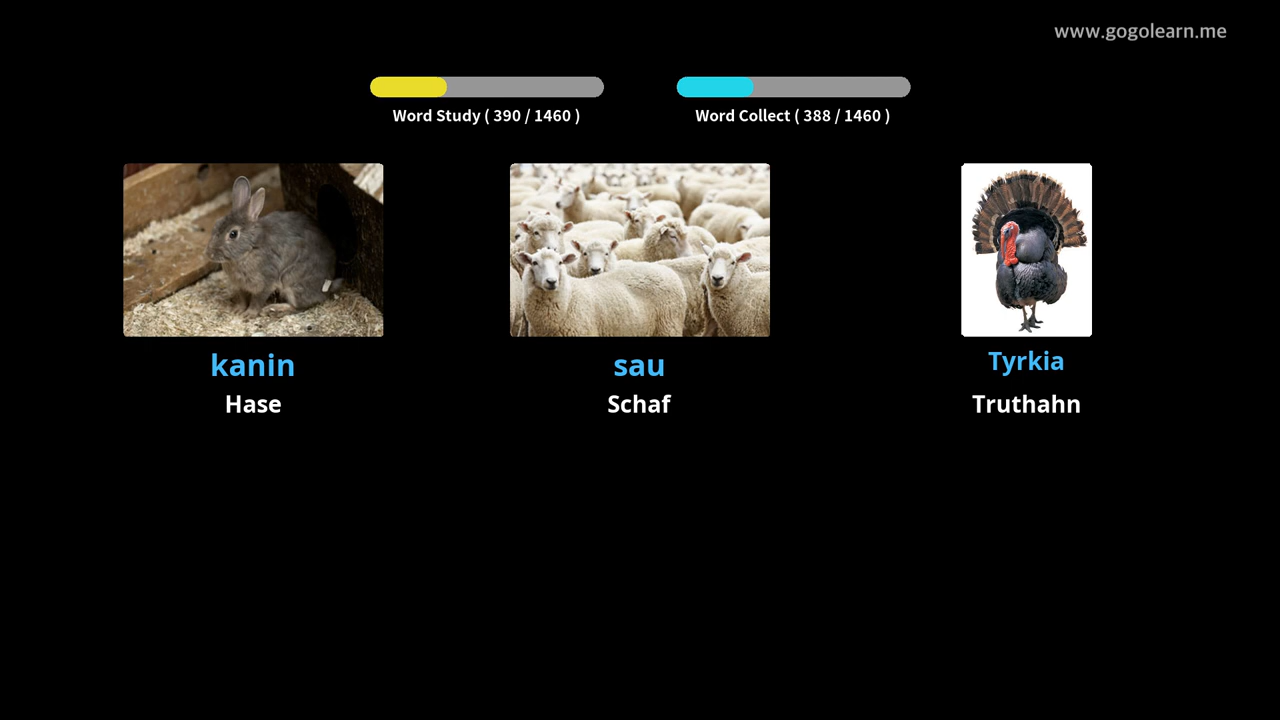 www.gogolearn.me
Word Study ( 390 / 1460 )
Word Collect ( 388 / 1460 )
kanin
sau
Tyrkia
Hase
Schaf
Truthahn